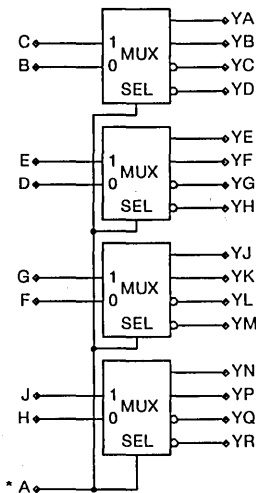 YA
C 1 MUX YB
B 0 YC
SEL YD
YE
E 1 MUX YF
D 0 YG
SEL YH
YJ
G 1 MUX YK
F 0 YL
SEL YM
YN
J 1 MUX YP
H 0 YQ
SEL YR
* A